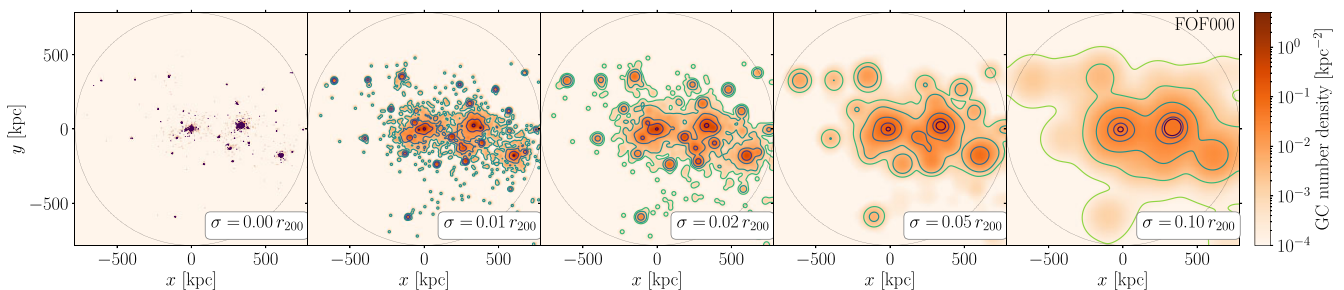 FOF000
500
0
−500
y [kpc]
σ = 0.00 r₂₀₀
σ = 0.01 r₂₀₀
σ = 0.02 r₂₀₀
σ = 0.05 r₂₀₀
σ = 0.10 r₂₀₀
−500 0 500
−500 0 500
−500 0 500
−500 0 500
−500 0 500
x [kpc]
x [kpc]
x [kpc]
x [kpc]
x [kpc]
10⁰
10⁻¹
10⁻²
10⁻³
10⁻⁴
GC number density [kpc⁻²]